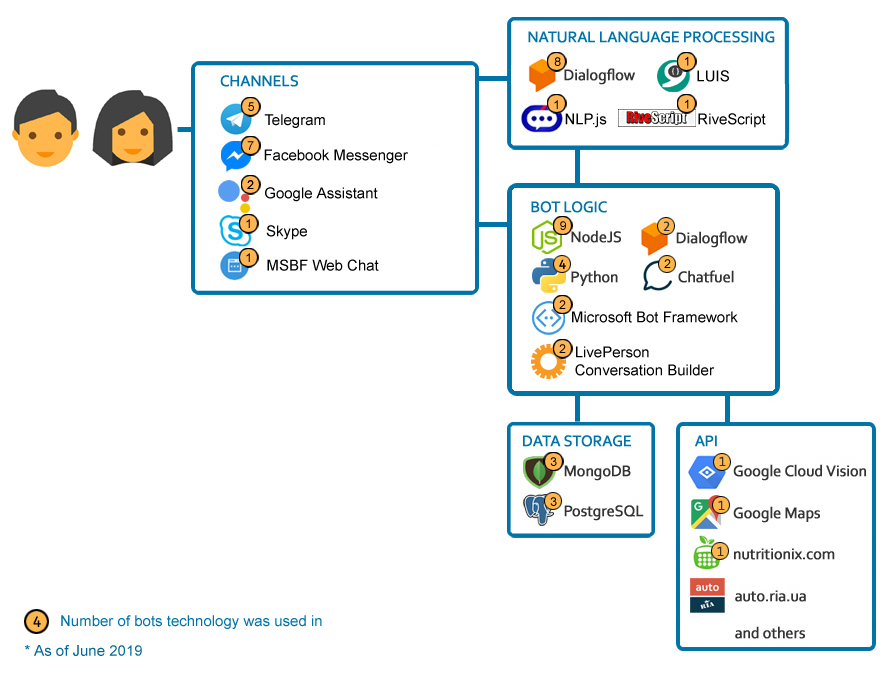 CHANNELS
5
Telegram
7
Facebook Messenger
2
Google Assistant
1
S
Skype
1
MSBF Web Chat
NATURAL LANGUAGE PROCESSING
8
Dialogflow
1
LUIS
1
NLP.js
RiveScript
1
RiveScript
BOT LOGIC
JS
9
NodeJS
2
Dialogflow
4
Python
2
Chatfuel
2
Microsoft Bot Framework
2
LivePerson
Conversation Builder
DATA STORAGE
3
MongoDB
3
PostgreSQL
API
1
Google Cloud Vision
G
1
Google Maps
1
nutritionix.com
auto
RIA
auto.ria.ua
and others
4
Number of bots technology was used in
* As of June 2019